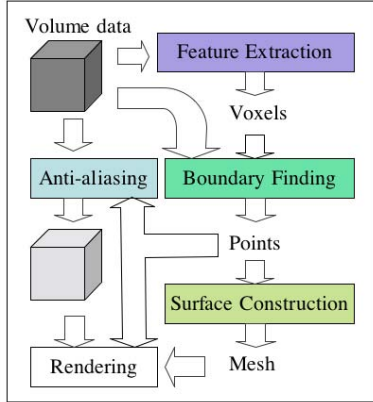 Volume data
Feature Extraction
Voxels
Anti-aliasing
Boundary Finding
Points
Surface Construction
Rendering
Mesh